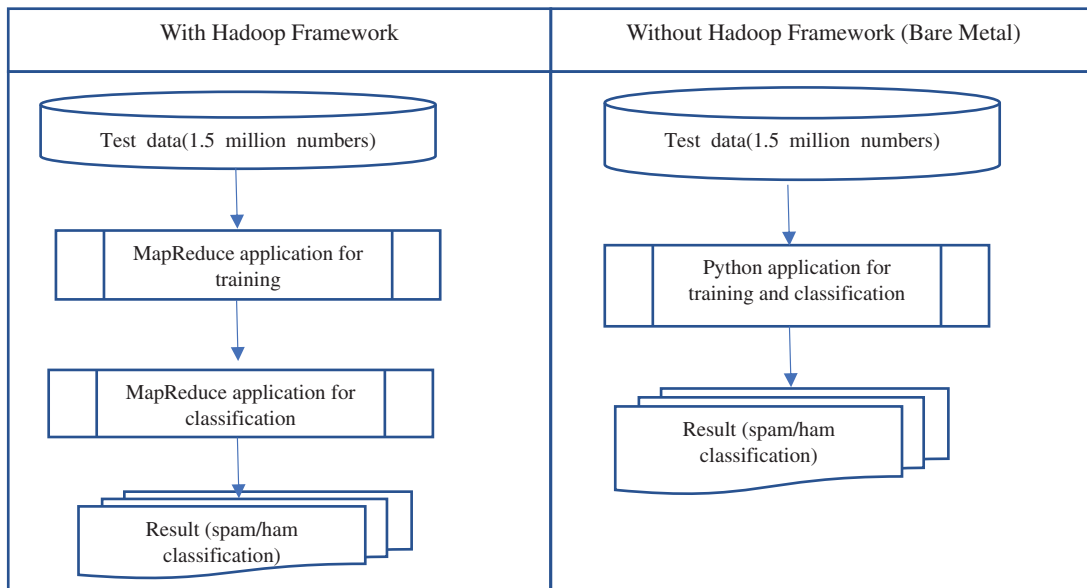 With Hadoop Framework
Test data(1.5 million numbers)
MapReduce application for
training
MapReduce application for
classification
Result (spam/ham
classification)
Without Hadoop Framework (Bare Metal)
Test data(1.5 million numbers)
Python application for
training and classification
Result (spam/ham
classification)